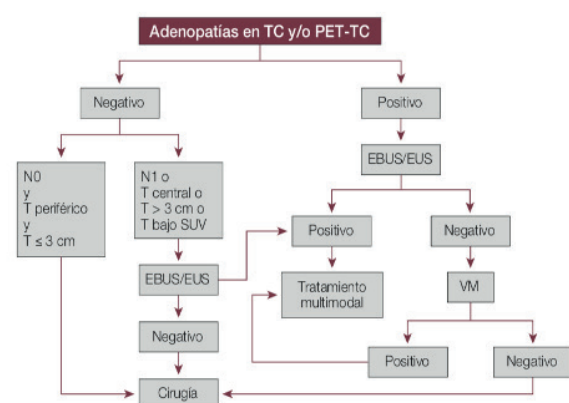 Adenopatías en TC y/o PET-TC
Negativo
Positivo
EBUS/EUS
N0
y
T periférico
y
T ≤ 3 cm
N1 o
T central o
T > 3 cm o
T bajo SUV
Positivo
Negativo
EBUS/EUS
Tratamiento
multimodal
VM
Negativo
Positivo
Negativo
Cirugía